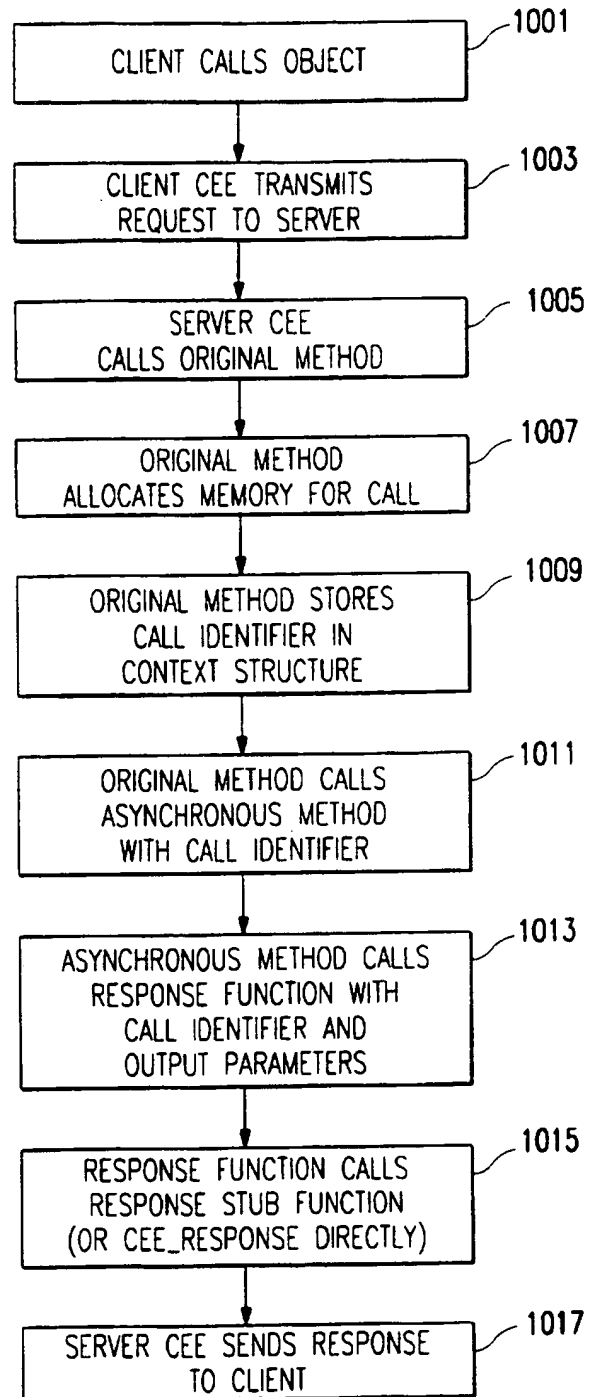 1001
CLIENT CALLS OBJECT
1003
CLIENT CEE TRANSMITS
REQUEST TO SERVER
1005
SERVER CEE
CALLS ORIGINAL METHOD
1007
ORIGINAL METHOD
ALLOCATES MEMORY FOR CALL
1009
ORIGINAL METHOD STORES
CALL IDENTIFIER IN
CONTEXT STRUCTURE
1011
ORIGINAL METHOD CALLS
ASYNCHRONOUS METHOD
WITH CALL IDENTIFIER
1013
ASYNCHRONOUS METHOD CALLS
RESPONSE FUNCTION WITH
CALL IDENTIFIER AND
OUTPUT PARAMETERS
1015
RESPONSE FUNCTION CALLS
RESPONSE STUB FUNCTION
(OR CEE_RESPONSE DIRECTLY)
1017
SERVER CEE SENDS RESPONSE
TO CLIENT